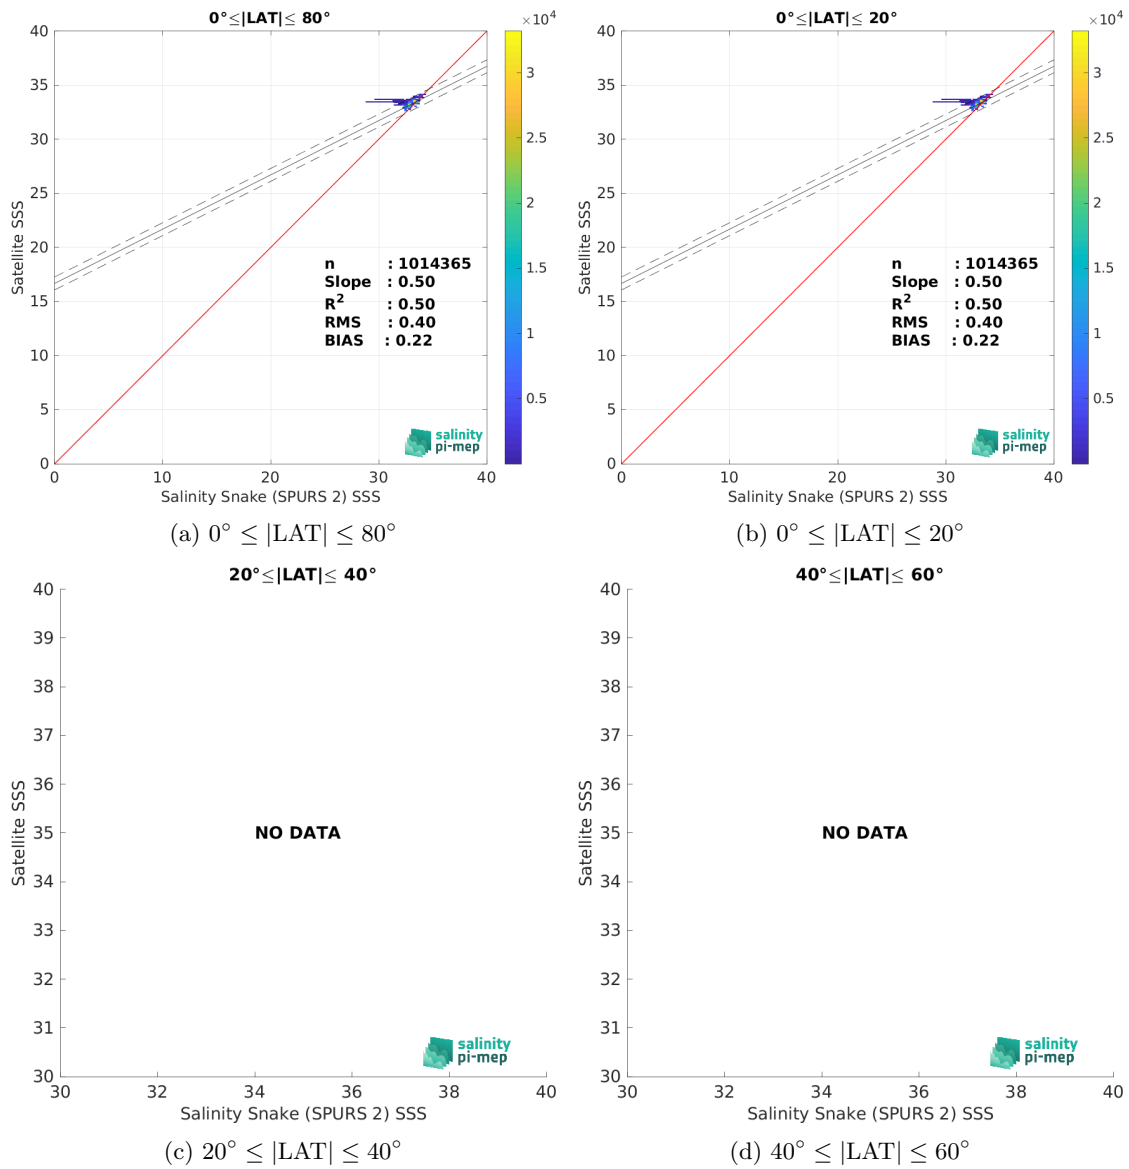 0°≤|LAT|≤ 80°
×10⁴
40
35
30
25
20
15
10
5
0
Satellite SSS
n : 1014365
Slope : 0.50
R² : 0.50
RMS : 0.40
BIAS : 0.22
salinity
pi-mep
0 10 20 30 40
Salinity Snake (SPURS 2) SSS
3
2.5
2
1.5
1
0.5
(a) 0° ≤ |LAT| ≤ 80°
0°≤|LAT|≤ 20°
×10⁴
40
35
30
25
20
15
10
5
0
Satellite SSS
n : 1014365
Slope : 0.50
R² : 0.50
RMS : 0.40
BIAS : 0.22
salinity
pi-mep
0 10 20 30 40
Salinity Snake (SPURS 2) SSS
3
2.5
2
1.5
1
0.5
(b) 0° ≤ |LAT| ≤ 20°
20°≤|LAT|≤ 40°
40
39
38
37
36
35
34
33
32
31
30
Satellite SSS
NO DATA
salinity
pi-mep
30 32 34 36 38 40
Salinity Snake (SPURS 2) SSS
(c) 20° ≤ |LAT| ≤ 40°
40°≤|LAT|≤ 60°
40
39
38
37
36
35
34
33
32
31
30
Satellite SSS
NO DATA
salinity
pi-mep
30 32 34 36 38 40
Salinity Snake (SPURS 2) SSS
(d) 40° ≤ |LAT| ≤ 60°